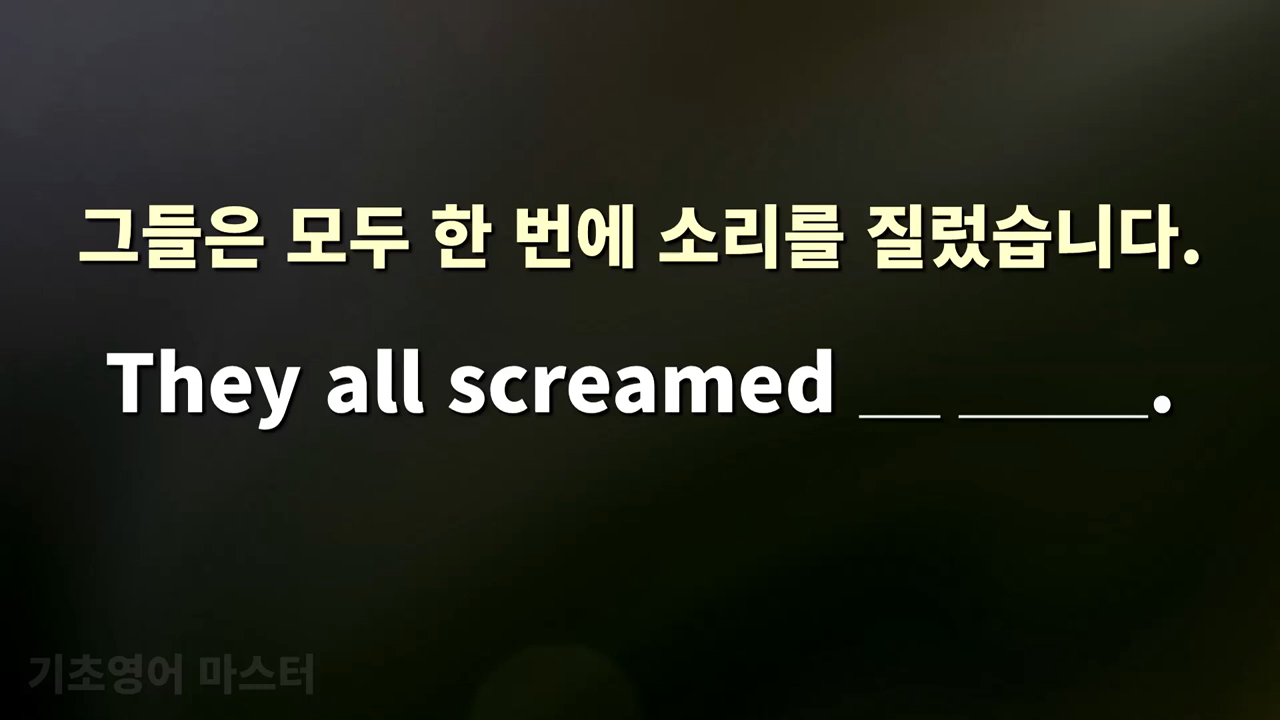 그들은 모두 한 번에 소리를 질렀습니다.
They all screamed __ ____.
기초영어 마스터